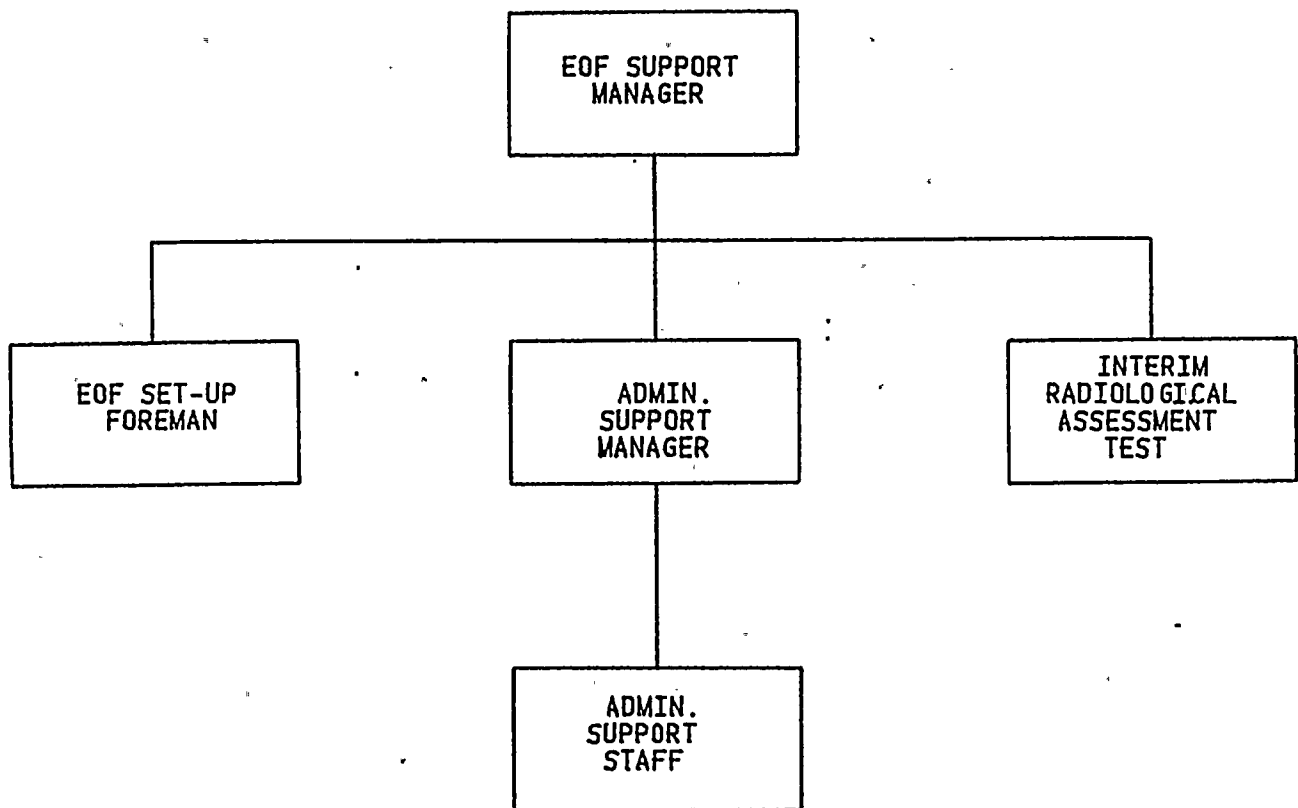 EOF SUPPORT
MANAGER
EOF SET-UP
FOREMAN
ADMIN.
SUPPORT
MANAGER
INTERIM
RADIOLOGICAL
ASSESSMENT
TEST
ADMIN.
SUPPORT
STAFF